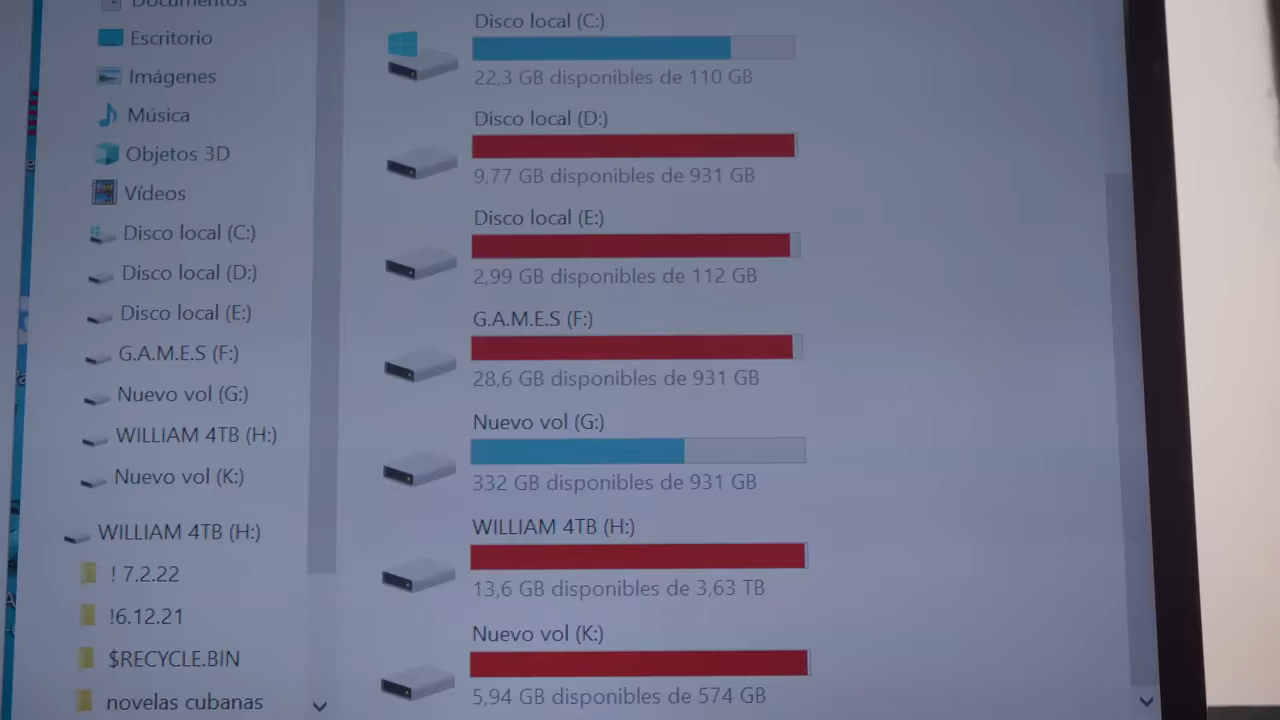 Documentos
Escritorio
Imágenes
Música
Objetos 3D
Vídeos
Disco local (C:)
Disco local (D:)
Disco local (E:)
G.A.M.E.S (F:)
Nuevo vol (G:)
WILLIAM 4TB (H:)
Nuevo vol (K:)
WILLIAM 4TB (H:)
! 7.2.22
!6.12.21
$RECYCLE.BIN
novelas cubanas
Disco local (C:)
22,3 GB disponibles de 110 GB
Disco local (D:)
9,77 GB disponibles de 931 GB
Disco local (E:)
2,99 GB disponibles de 112 GB
G.A.M.E.S (F:)
28,6 GB disponibles de 931 GB
Nuevo vol (G:)
332 GB disponibles de 931 GB
WILLIAM 4TB (H:)
13,6 GB disponibles de 3,63 TB
Nuevo vol (K:)
5,94 GB disponibles de 574 GB